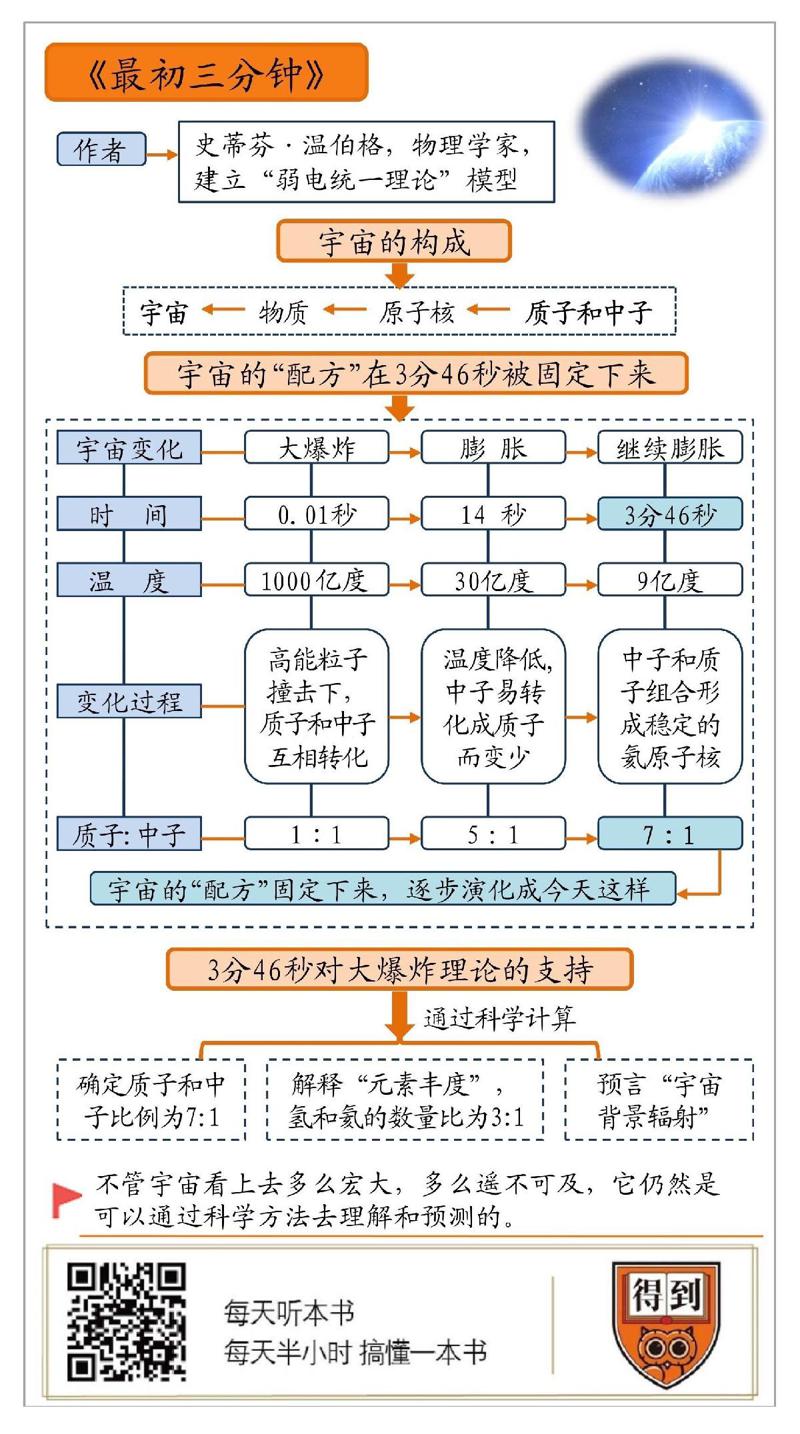 《最初三分钟》
作者
史蒂芬·温伯格，物理学家，
建立“弱电统一理论”模型
宇宙的构成
宇宙 物质 原子核 质子和中子
宇宙的“配方”在3分46秒被固定下来
宇宙变化 大爆炸 膨 胀 继续膨胀
时 间 0.01秒 14 秒 3分46秒
温 度 1000亿度 30亿度 9亿度
变化过程
高能粒子
撞击下，
质子和中子
互相转化
温度降低，
中子易转
化成质子
而变少
中子和质
子组合形
成稳定的
氦原子核
质子：中子 1：1 5：1 7：1
宇宙的“配方”固定下来，逐步演化成今天这样
3分46秒对大爆炸理论的支持
通过科学计算
确定质子和中
子比例为7:1
解释“元素丰度”，
氢和氦的数量比为3:1
预言“宇宙
背景辐射”
不管宇宙看上去多么宏大，多么遥不可及，它仍然是
可以通过科学方法去理解和预测的。
每天听本书
每天半小时 搞懂一本书
得到